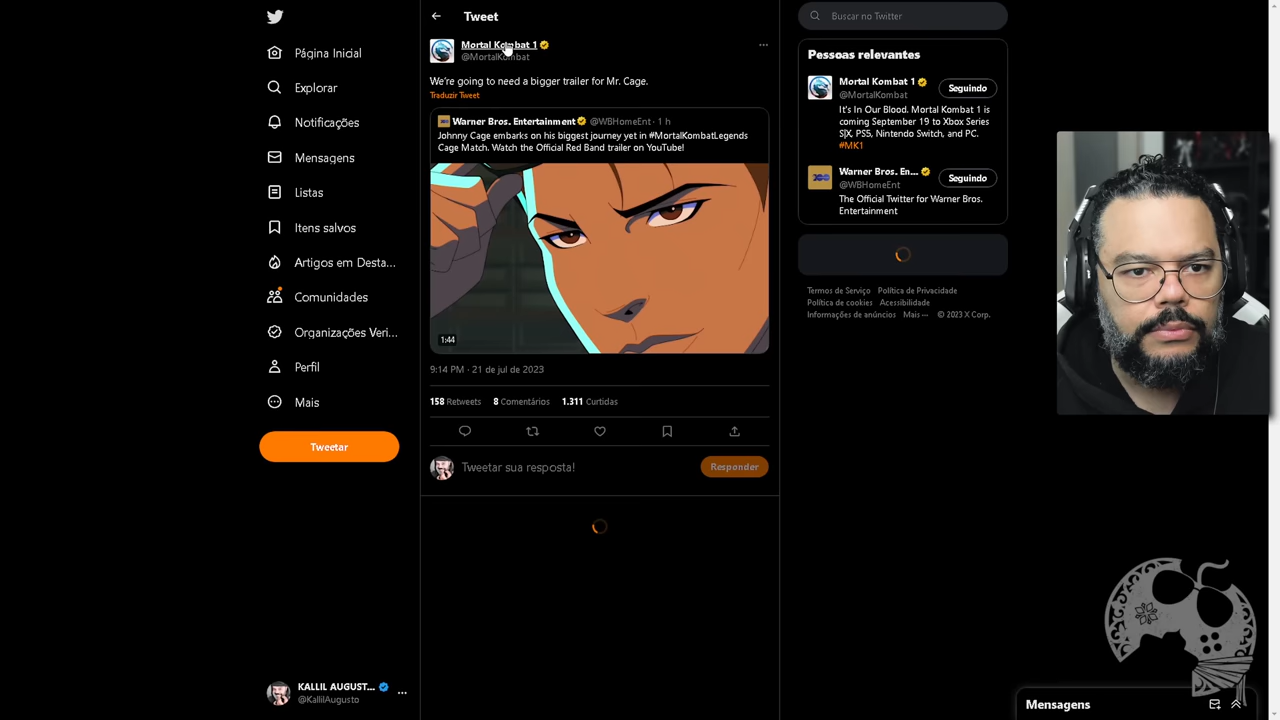 Tweet
Buscar no Twitter
Página Inicial
Explorar
Notificações
Mensagens
Listas
Itens salvos
Artigos em Desta...
Comunidades
Organizações Veri...
Perfil
Mais
Tweetar
KALLIL AUGUST...
@KallilAugusto
Mortal Kombat 1
@MortalKombat
We're going to need a bigger trailer for Mr. Cage.
Traduzir Tweet
Warner Bros. Entertainment @WBHomeEnt · 1 h
Johnny Cage embarks on his biggest journey yet in #MortalKombatLegends
Cage Match. Watch the Official Red Band trailer on YouTube!
1:44
9:14 PM · 21 de jul de 2023
158 Retweets 8 Comentários 1.311 Curtidas
Tweetar sua resposta!
Responder
Pessoas relevantes
Mortal Kombat 1
@MortalKombat
Seguindo
It's In Our Blood. Mortal Kombat 1 is
coming September 19 to Xbox Series
S|X, PS5, Nintendo Switch, and PC.
#MK1
Warner Bros. En...
@WBHomeEnt
Seguindo
The Official Twitter for Warner Bros.
Entertainment
Termos de Serviço Política de Privacidade
Política de cookies Acessibilidade
Informações de anúncios Mais ··· © 2023 X Corp.
Mensagens